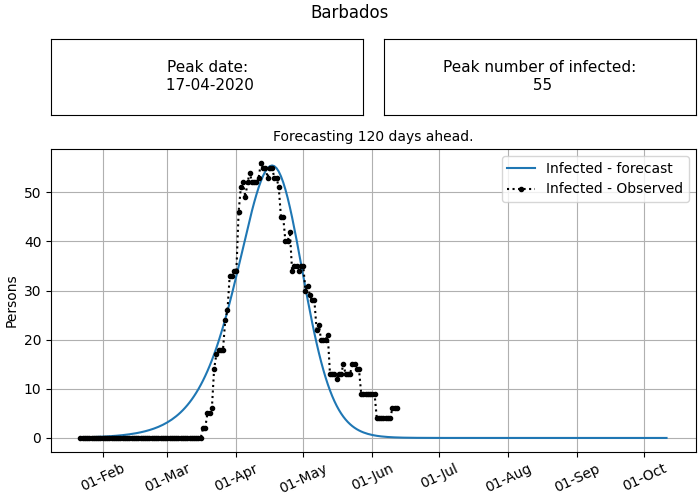 Barbados
Peak date:
17-04-2020
Peak number of infected:
55
Forecasting 120 days ahead.
Infected - forecast
Infected - Observed
Persons
50
40
30
20
10
0
01-Feb
01-Mar
01-Apr
01-May
01-Jun
01-Jul
01-Aug
01-Sep
01-Oct